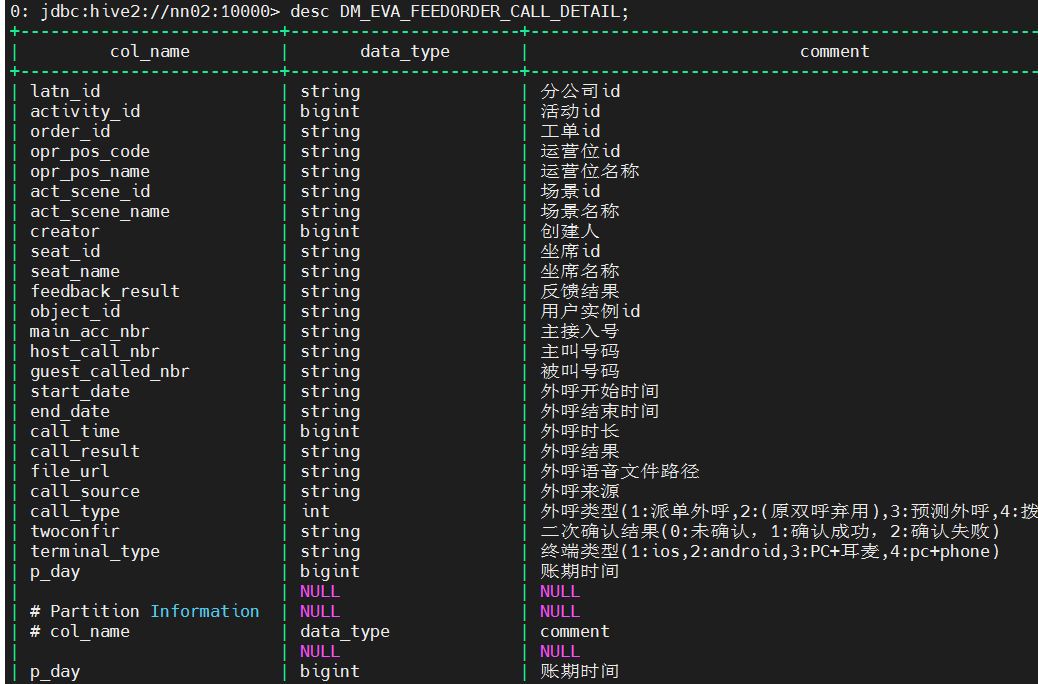 0: jdbc:hive2://nn02:10000> desc DM_EVA_FEEDORDER_CALL_DETAIL;
+---------------------------+-----------------------+----------------------------------------------------
| col_name | data_type | comment
+---------------------------+-----------------------+----------------------------------------------------
| latn_id | string | 分公司id
| activity_id | bigint | 活动id
| order_id | string | 工单id
| opr_pos_code | string | 运营位id
| opr_pos_name | string | 运营位名称
| act_scene_id | string | 场景id
| act_scene_name | string | 场景名称
| creator | bigint | 创建人
| seat_id | string | 坐席id
| seat_name | string | 坐席名称
| feedback_result | string | 反馈结果
| object_id | string | 用户实例id
| main_acc_nbr | string | 主接入号
| host_call_nbr | string | 主叫号码
| guest_called_nbr | string | 被叫号码
| start_date | string | 外呼开始时间
| end_date | string | 外呼结束时间
| call_time | bigint | 外呼时长
| call_result | string | 外呼结果
| file_url | string | 外呼语音文件路径
| call_source | string | 外呼来源
| call_type | int | 外呼类型(1:派单外呼,2:(原双呼弃用),3:预测外呼,4:拨
| twoconfir | string | 二次确认结果(0:未确认，1:确认成功，2:确认失败)
| terminal_type | string | 终端类型(1:ios,2:android,3:PC+耳麦,4:pc+phone)
| p_day | bigint | 账期时间
| | NULL | NULL
| # Partition Information | NULL | NULL
| # col_name | data_type | comment
| | NULL | NULL
| p_day | bigint | 账期时间